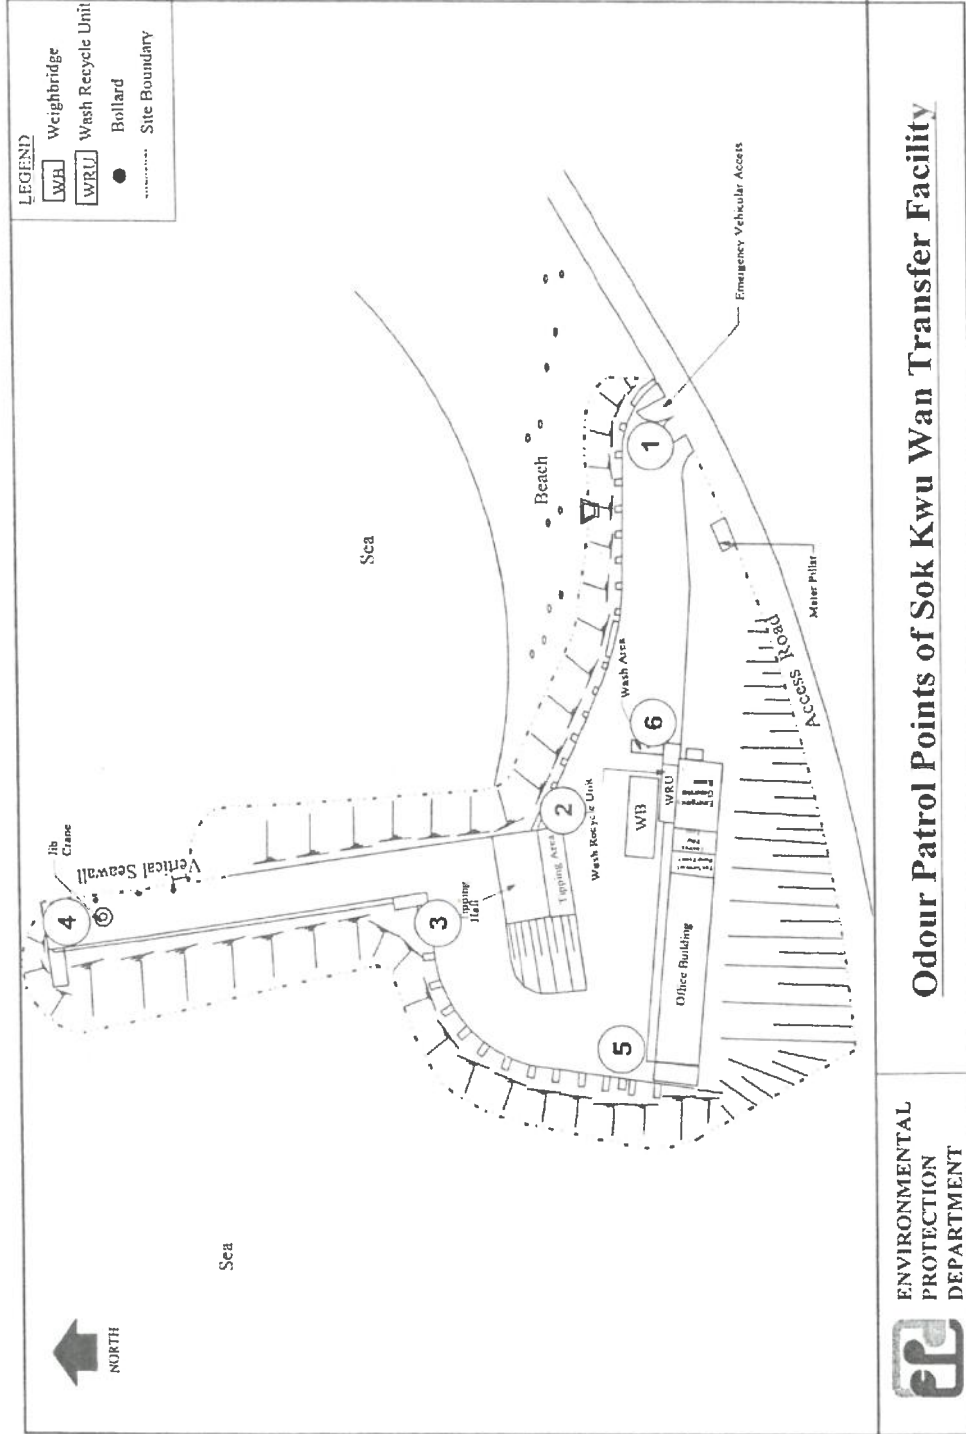 LEGEND
WB Weighbridge
WRU Wash Recycle Unit
Bollard
Site Boundary
Jib
Crane
Vertical Seawall
4
Sea
Beach
Emergency Vehicular Access
1
3
Tipping
Hall
Tipping Area
2
Wash Area
6
Wash Recycle Unit
WB
WRU
Meter Pillar
Access Road
5
Office Building
Sea
NORTH
ENVIRONMENTAL
PROTECTION
DEPARTMENT
Odour Patrol Points of Sok Kwu Wan Transfer Facility